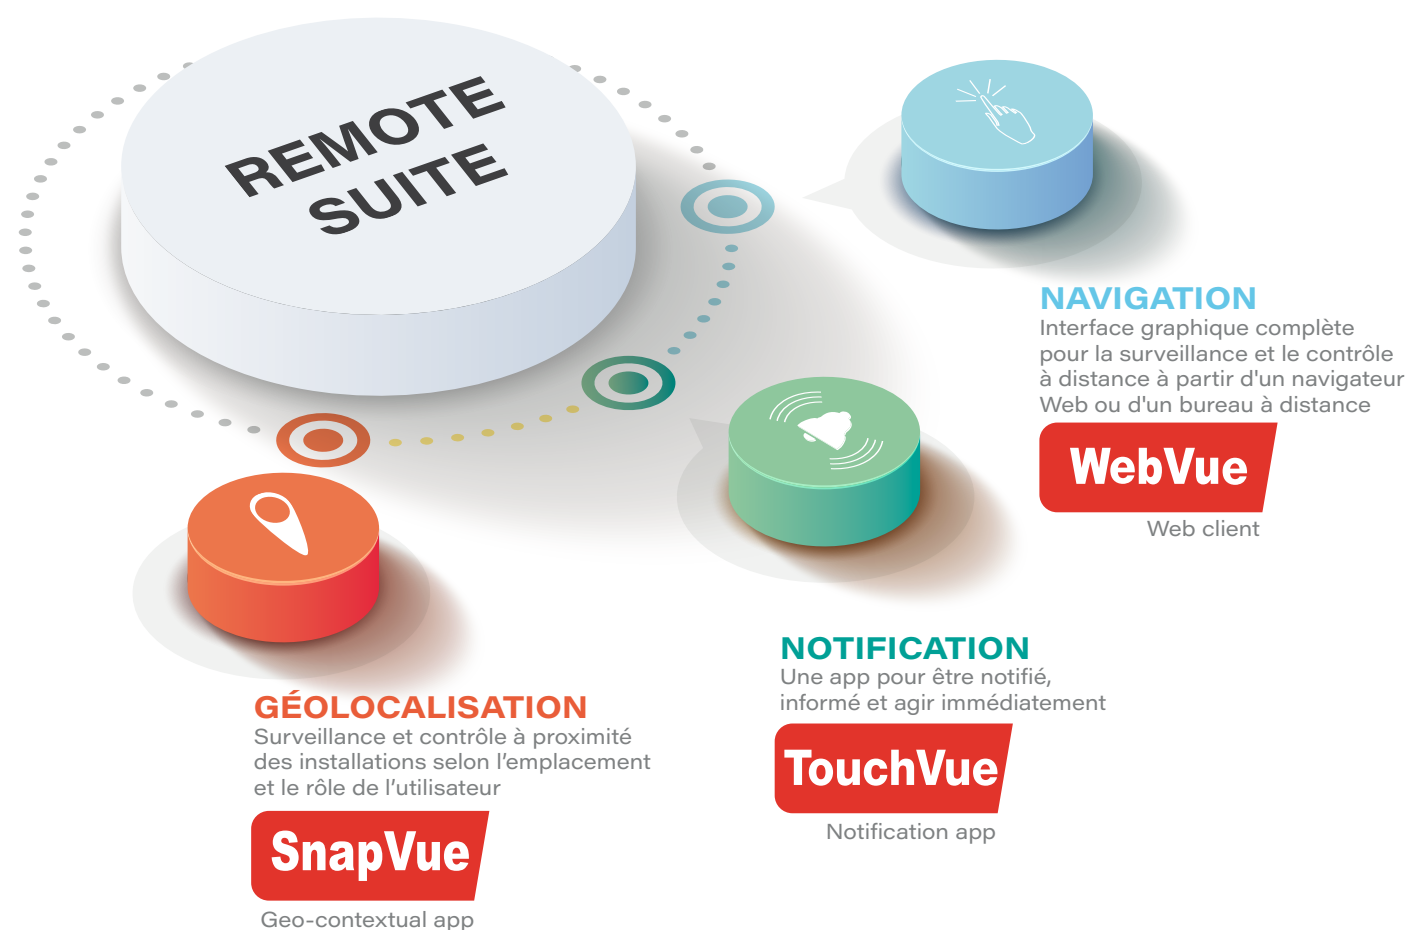 REMOTE
SUITE
NAVIGATION
Interface graphique complète
pour la surveillance et le contrôle
à distance à partir d'un navigateur
Web ou d'un bureau à distance
WebVue
Web client
NOTIFICATION
Une app pour être notifié,
informé et agir immédiatement
TouchVue
Notification app
GÉOLOCALISATION
Surveillance et contrôle à proximité
des installations selon l’emplacement
et le rôle de l’utilisateur
SnapVue
Geo-contextual app